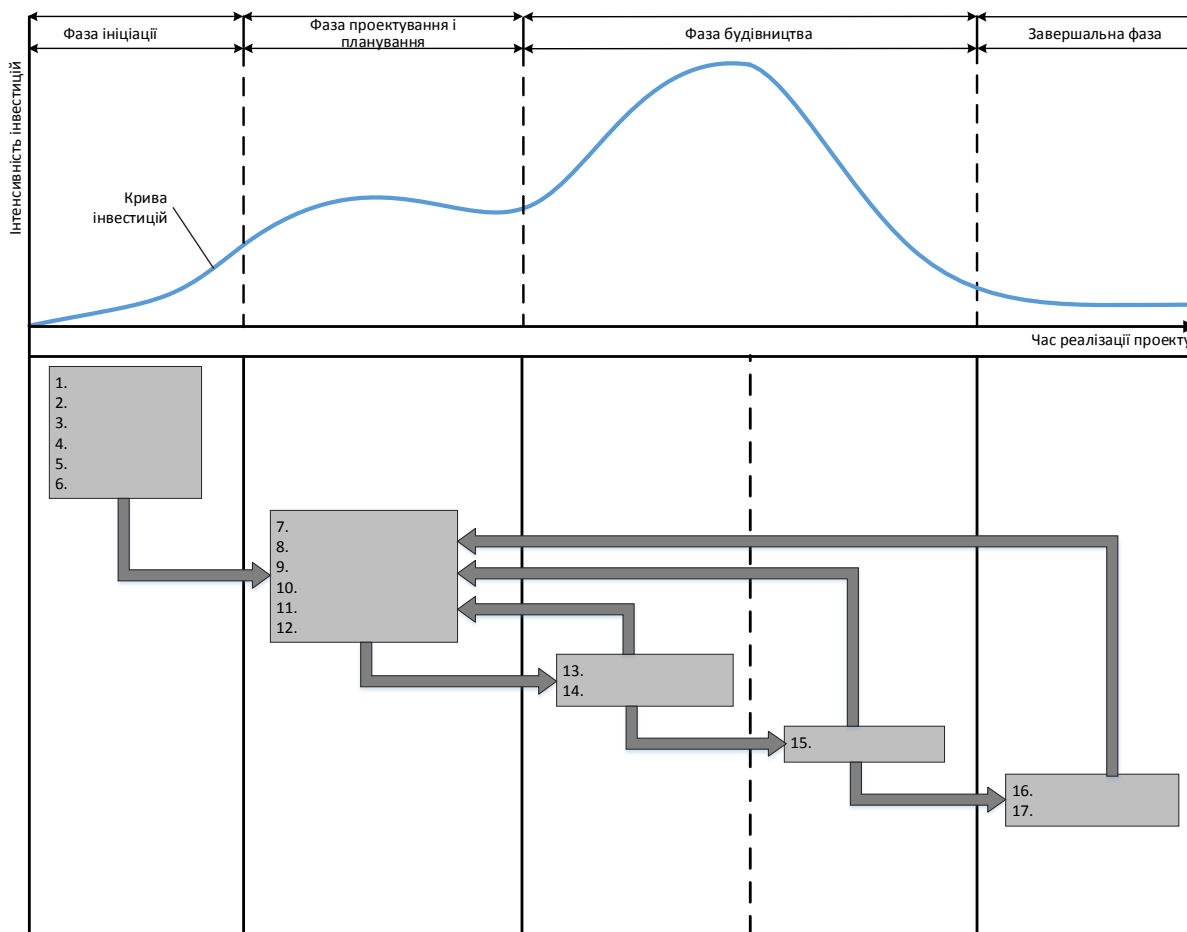 Фаза ініціації
Фаза проектування і
планування
Фаза будівництва
Завершальна фаза
Інтенсивність інвестицій
Крива
інвестицій
Час реалізації проекту
1.
2.
3.
4.
5.
6.
7.
8.
9.
10.
11.
12.
13.
14.
15.
16.
17.